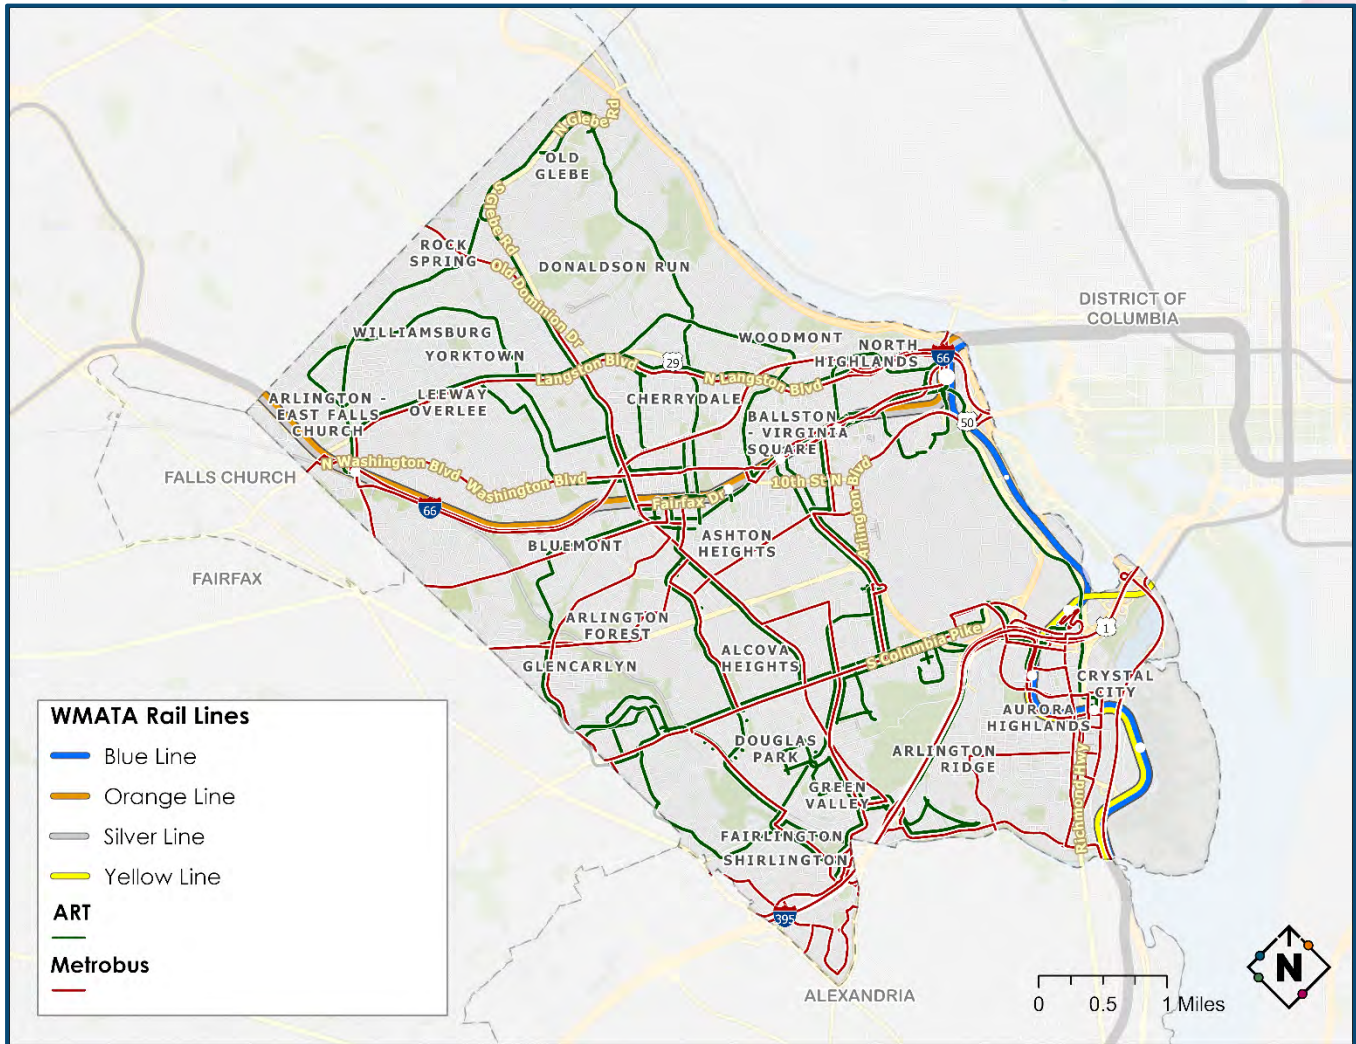 N Glebe Rd
OLD
GLEBE
S Glebe Rd
ROCK
SPRING
DONALDSON RUN
Old Dominion Dr
DISTRICT OF
COLUMBIA
WILLIAMSBURG
YORKTOWN
WOODMONT
NORTH
HIGHLANDS
66
29
Langston Blvd
N Langston Blvd
ARLINGTON -
EAST FALLS
CHURCH
LEEWAY
OVERLEE
CHERRYDALE
BALLSTON
- VIRGINIA
SQUARE
50
FALLS CHURCH
N Washington Blvd
Washington Blvd
10th St N
Arlington Blvd
66
Fairfax Dr
BLUEMONT
ASHTON
HEIGHTS
FAIRFAX
ARLINGTON
FOREST
GLENCARLYN
ALCOVA
HEIGHTS
S Columbia Pike
1
CRYSTAL
CITY
AURORA
HIGHLANDS
DOUGLAS
PARK
ARLINGTON
RIDGE
GREEN
VALLEY
Richmond Hwy
FAIRLINGTON
SHIRLINGTON
395
ALEXANDRIA
WMATA Rail Lines
Blue Line
Orange Line
Silver Line
Yellow Line
ART
Metrobus
0 0.5 1 Miles
N